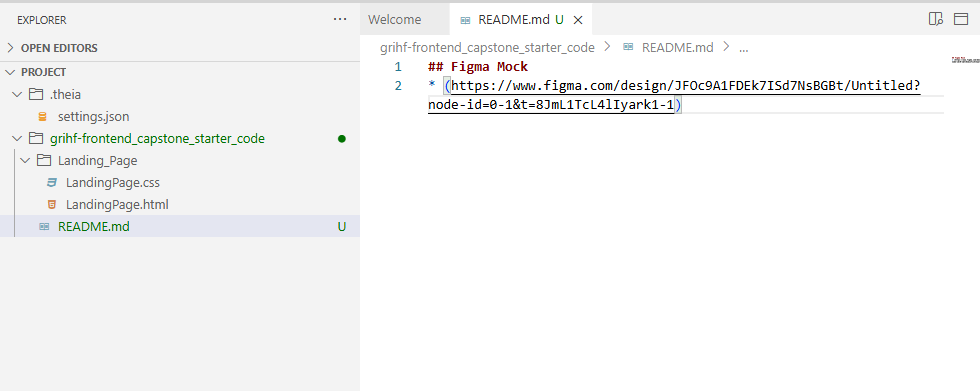 EXPLORER
Welcome
README.md U
OPEN EDITORS
grihf-frontend_capstone_starter_code
README.md
...
PROJECT
1 ## Figma Mock
.theia
2 * (https://www.figma.com/design/JFOc9A1FDEk7ISd7NsBGBt/Untitled?
node-id=0-1&t=8JmL1TcL4lIyark1-1)
settings.json
grihf-frontend_capstone_starter_code
Landing_Page
LandingPage.css
LandingPage.html
README.md U